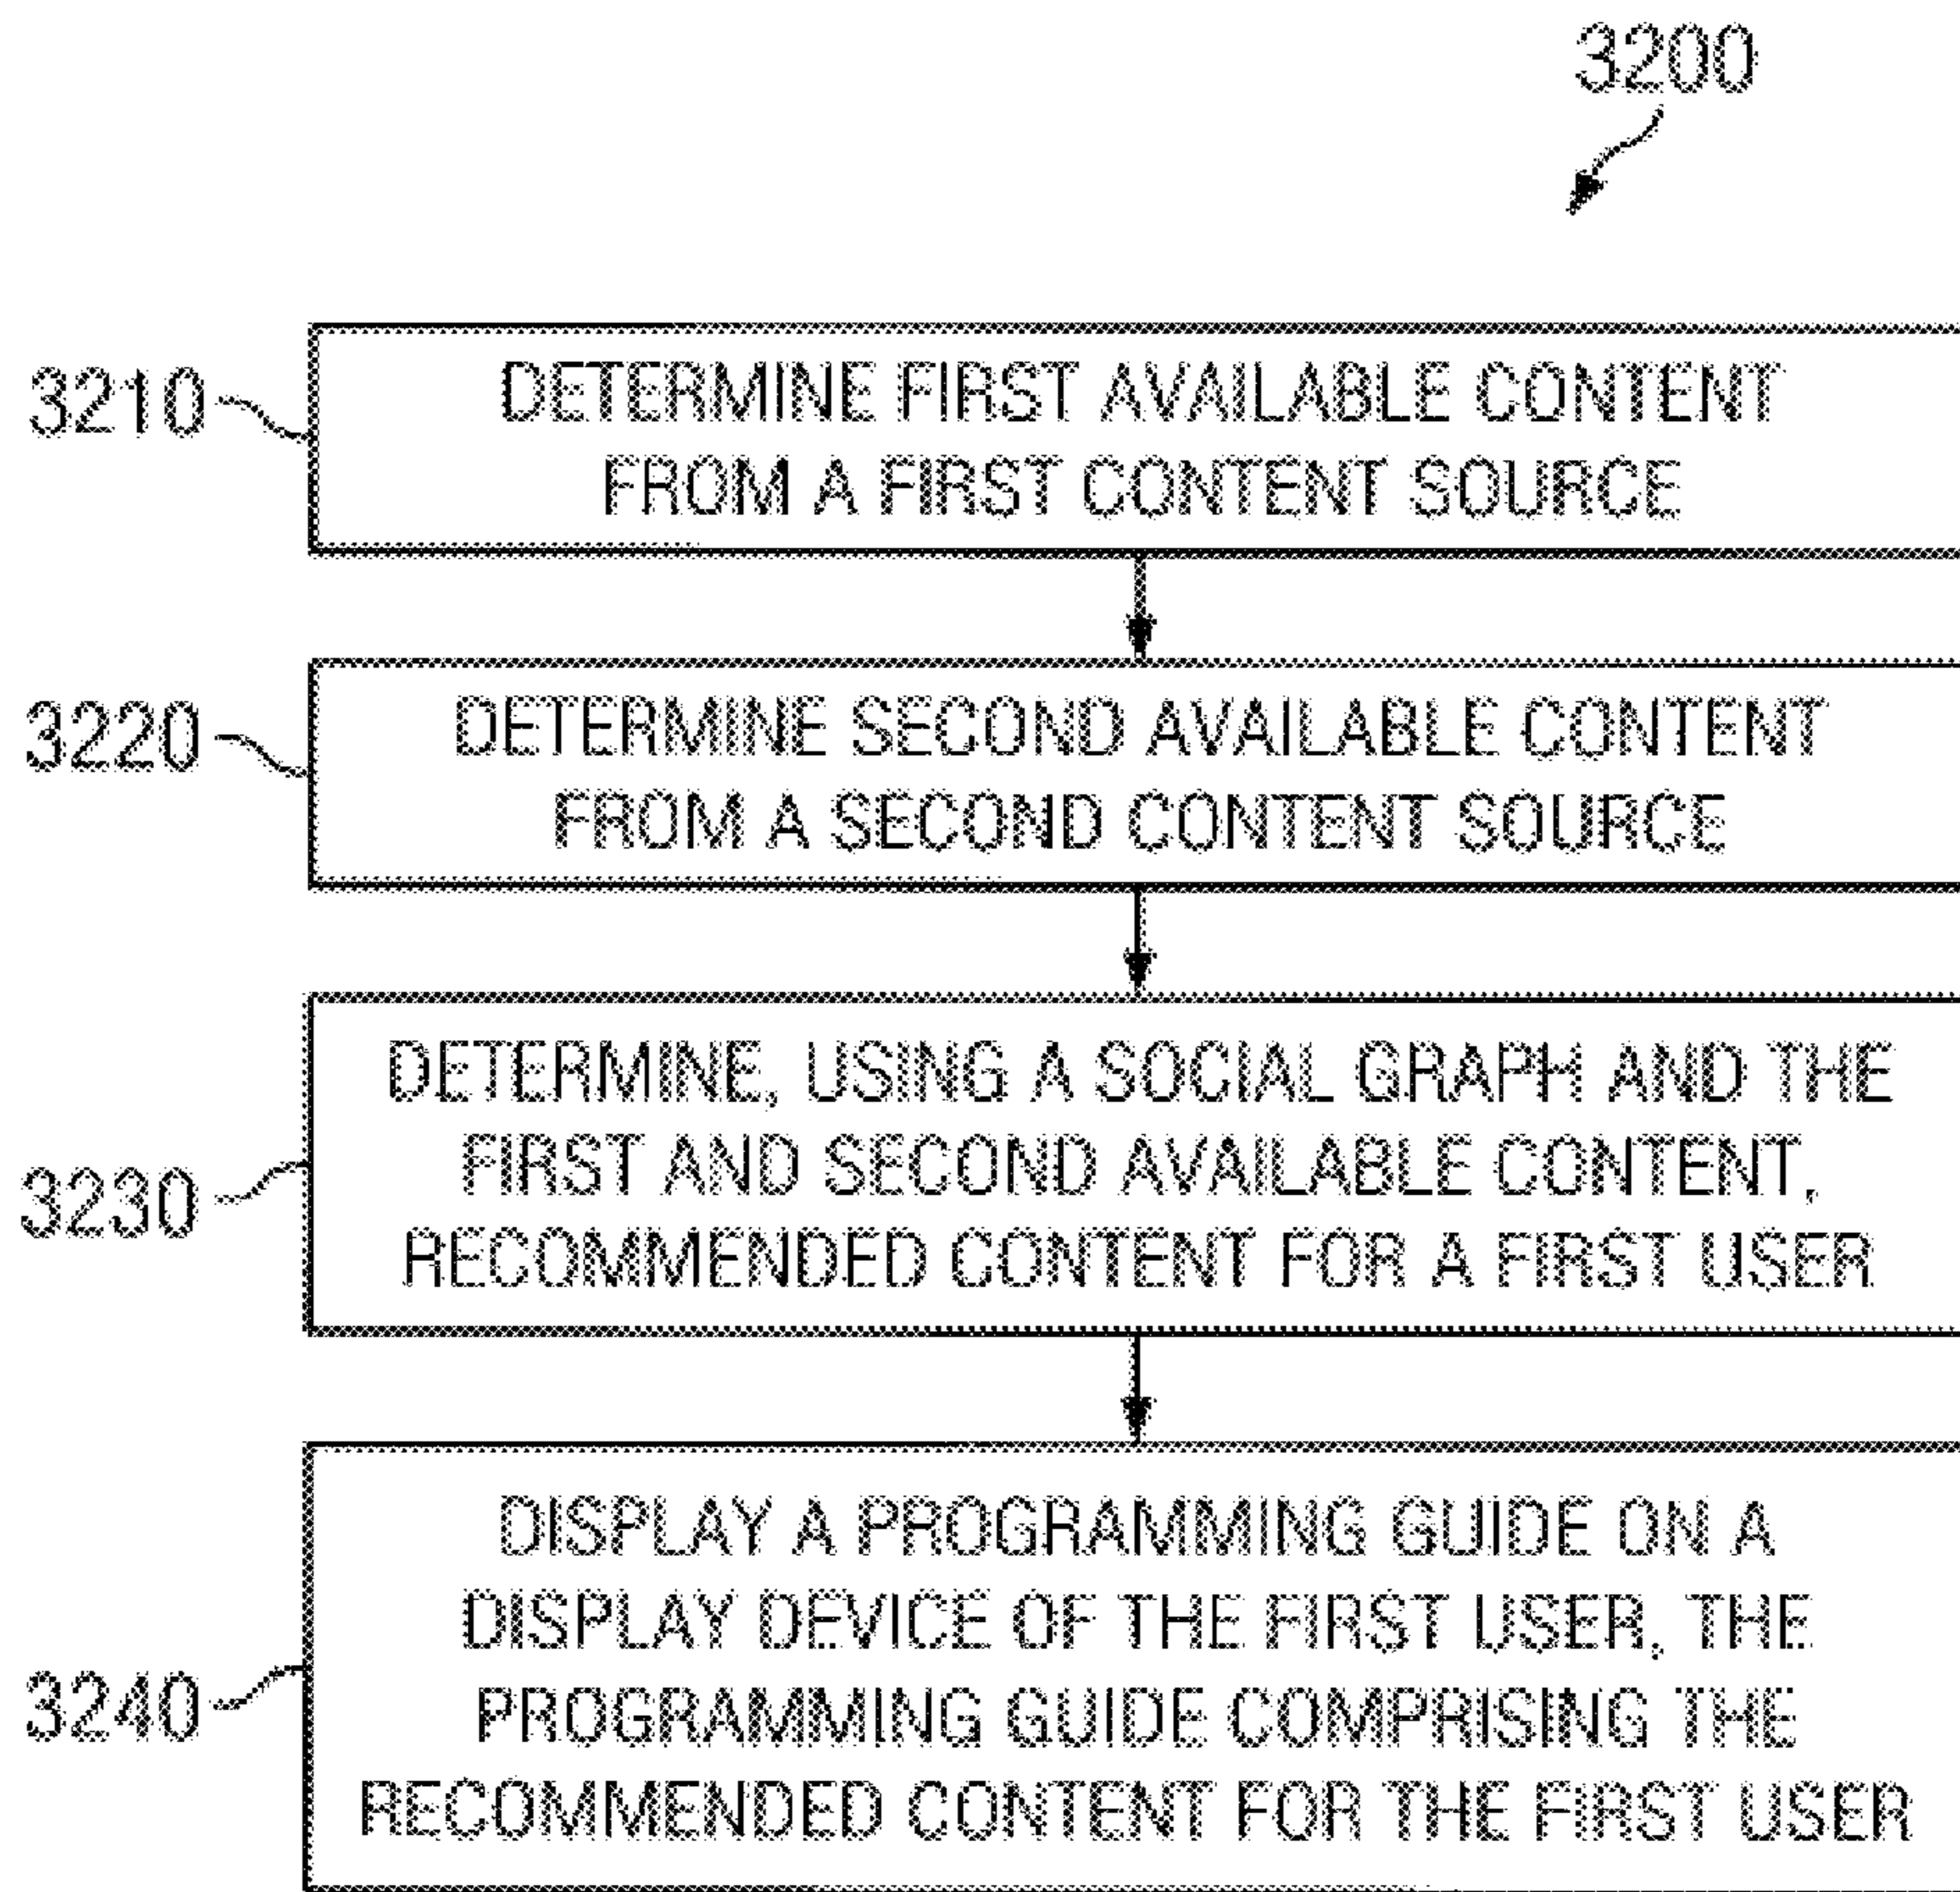 3200
3210
DETERMINE FIRST AVAILABLE CONTENT
FROM A FIRST CONTENT SOURCE
3220
DETERMINE SECOND AVAILABLE CONTENT
FROM A SECOND CONTENT SOURCE
3230
DETERMINE, USING A SOCIAL GRAPH AND THE
FIRST AND SECOND AVAILABLE CONTENT,
RECOMMENDED CONTENT FOR A FIRST USER
3240
DISPLAY A PROGRAMMING GUIDE ON A
DISPLAY DEVICE OF THE FIRST USER, THE
PROGRAMMING GUIDE COMPRISING THE
RECOMMENDED CONTENT FOR THE FIRST USER